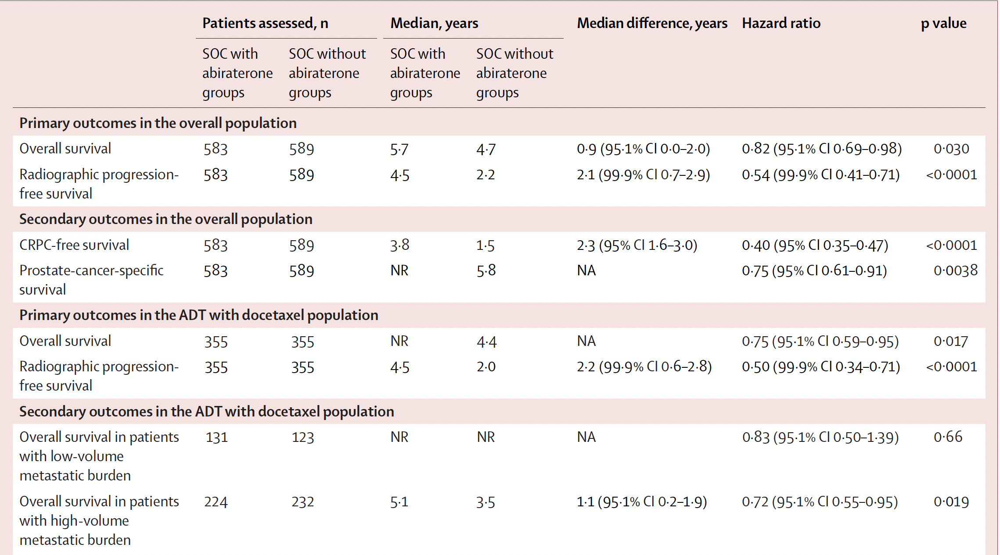 Patients assessed, n Median, years Median difference, years Hazard ratio p value
SOC with SOC without SOC with SOC without
abiraterone abiraterone abiraterone abiraterone
groups groups groups groups
Primary outcomes in the overall population
Overall survival 583 589 5·7 4·7 0·9 (95·1% CI 0·0–2·0) 0·82 (95·1% CI 0·69–0·98) 0·030
Radiographic progression- 583 589 4·5 2·2 2·1 (99·9% CI 0·7–2·9) 0·54 (99·9% CI 0·41–0·71) <0·0001
free survival
Secondary outcomes in the overall population
CRPC-free survival 583 589 3·8 1·5 2·3 (95% CI 1·6–3·0) 0·40 (95% CI 0·35–0·47) <0·0001
Prostate-cancer-specific 583 589 NR 5·8 NA 0·75 (95% CI 0·61–0·91) 0·0038
survival
Primary outcomes in the ADT with docetaxel population
Overall survival 355 355 NR 4·4 NA 0·75 (95·1% CI 0·59–0·95) 0·017
Radiographic progression- 355 355 4·5 2·0 2·2 (99·9% CI 0·6–2·8) 0·50 (99·9% CI 0·34–0·71) <0·0001
free survival
Secondary outcomes in the ADT with docetaxel population
Overall survival in patients 131 123 NR NR NA 0·83 (95·1% CI 0·50–1·39) 0·66
with low-volume
metastatic burden
Overall survival in patients 224 232 5·1 3·5 1·1 (95·1% CI 0·2–1·9) 0·72 (95·1% CI 0·55–0·95) 0·019
with high-volume
metastatic burden